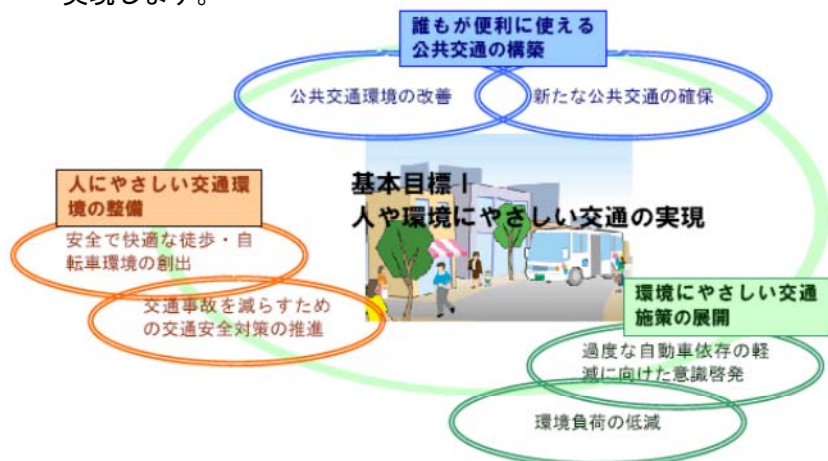 実現します。
誰もが便利に使える
公共交通の構築
公共交通環境の改善
新たな公共交通の確保
人にやさしい交通環
境の整備
安全で快適な徒歩・自
転車環境の創出
交通事故を減らすため
の交通安全対策の推進
基本目標Ⅰ
人や環境にやさしい交通の実現
環境にやさしい交通
施策の展開
過度な自動車依存の軽
減に向けた意識啓発
環境負荷の低減